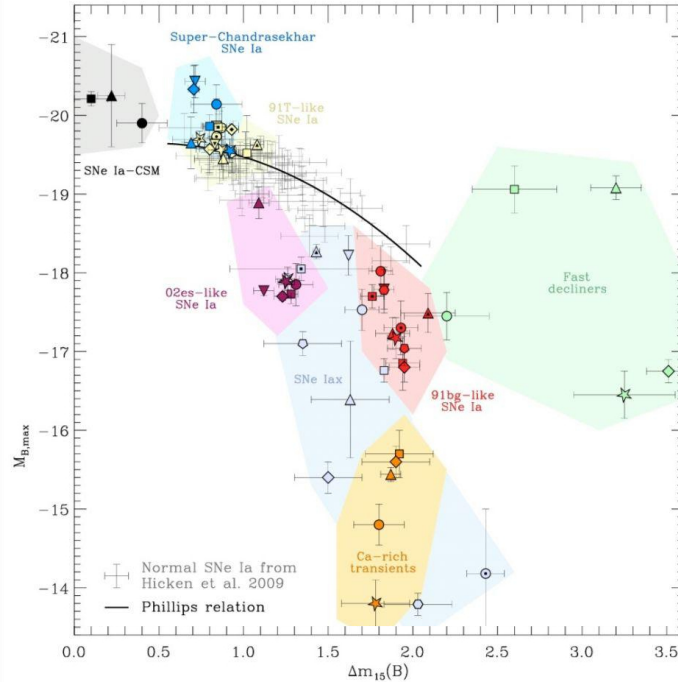 -21
-20
-19
-18
-17
-16
-15
-14
M_B,max
Super-Chandrasekhar
SNe Ia
91T-like
SNe Ia
SNe Ia-CSM
02es-like
SNe Ia
SNe Iax
91bg-like
SNe Ia
Fast
decliners
Ca-rich
transients
Normal SNe Ia from
Hicken et al. 2009
Phillips relation
0.0 0.5 1.0 1.5 2.0 2.5 3.0 3.5
Δm₁₅(B)